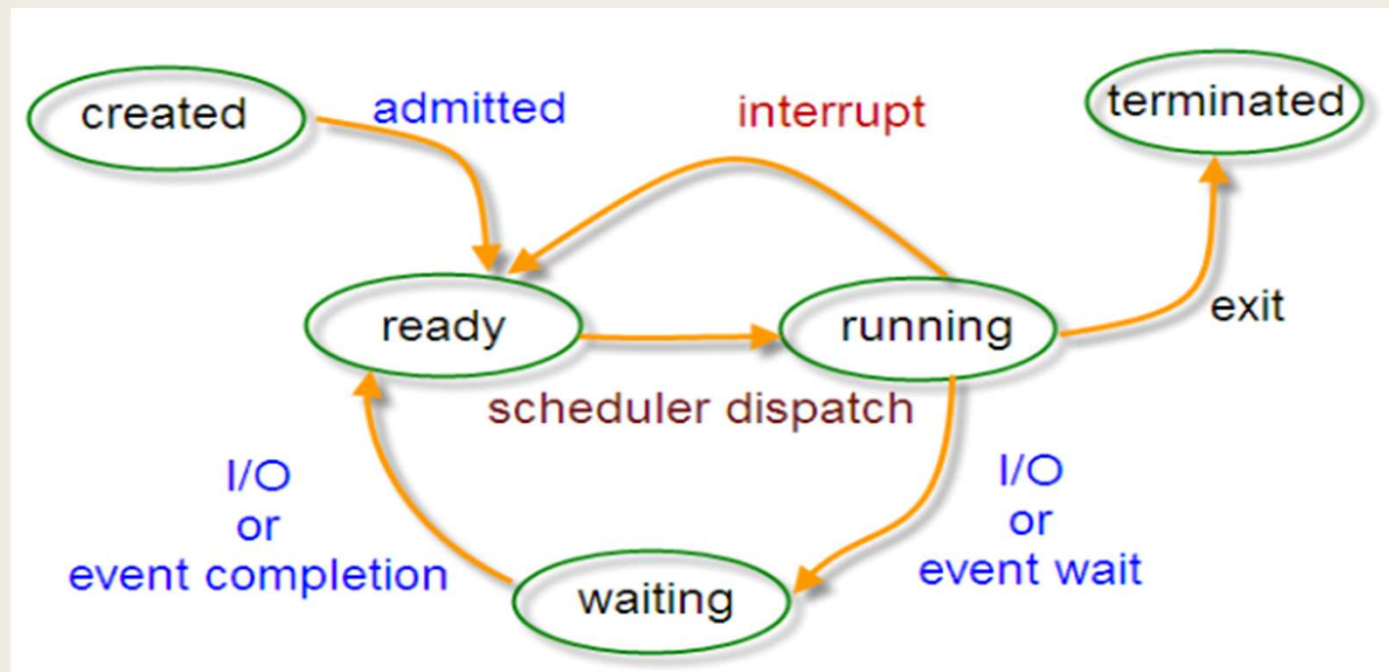 created
admitted
interrupt
terminated
ready
running
exit
scheduler dispatch
I/O
or
event completion
I/O
or
event wait
waiting